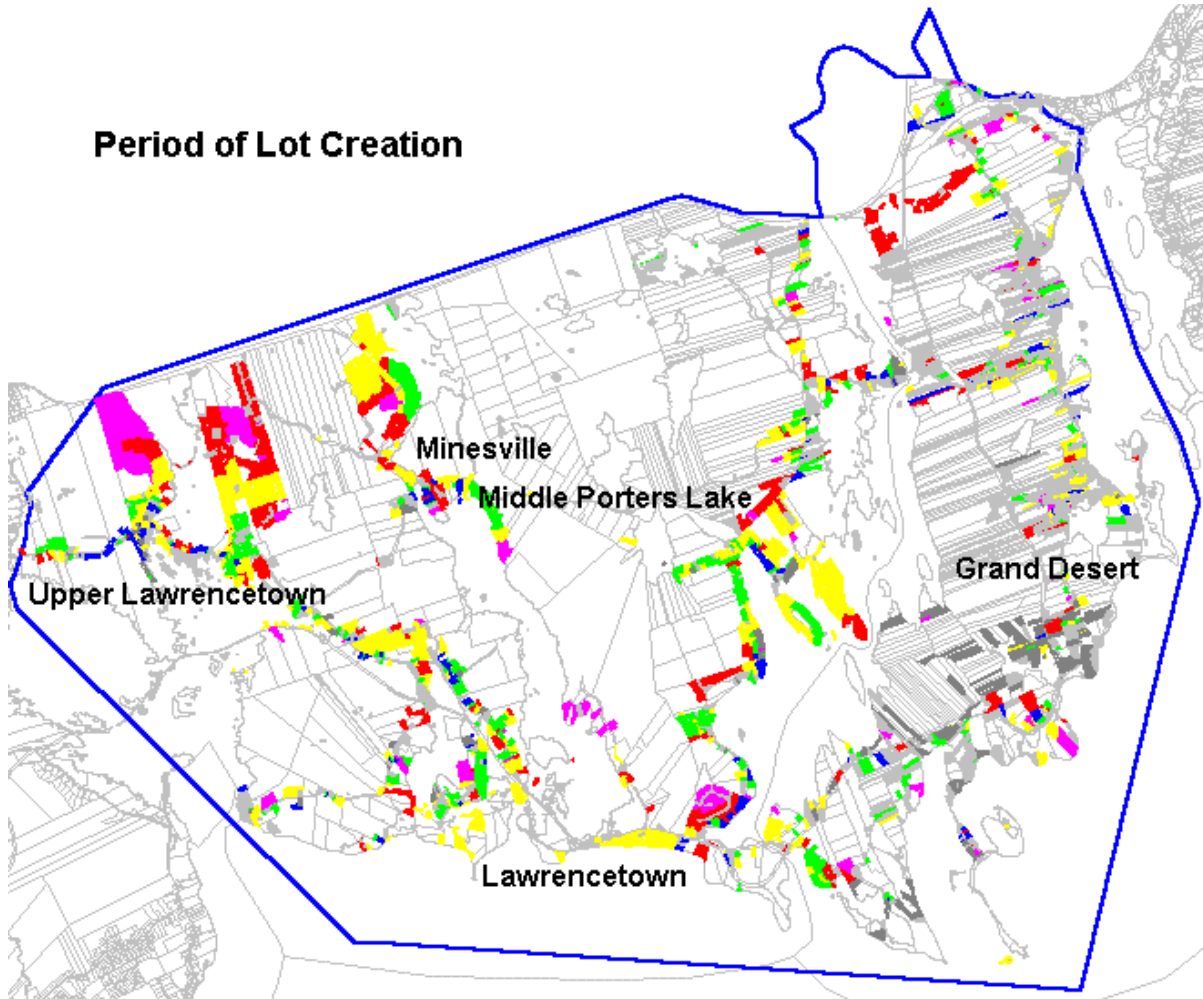 Period of Lot Creation
Minesville
Middle Porters Lake
Grand Desert
Upper Lawrencetown
Lawrencetown